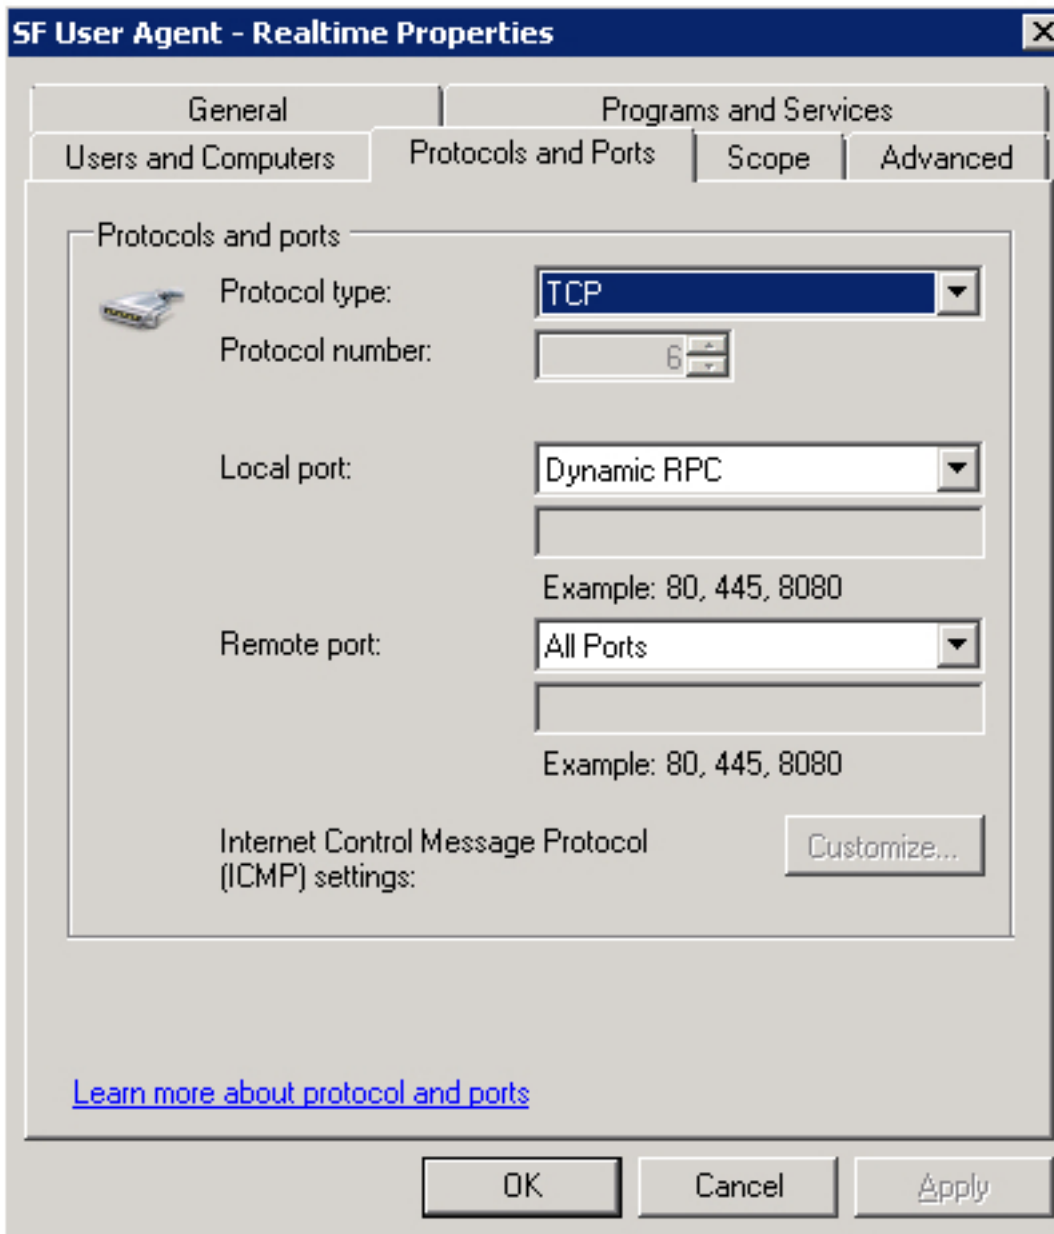 SF User Agent - Realtime Properties
General
Programs and Services
Users and Computers
Protocols and Ports
Scope
Advanced
Protocols and ports
Protocol type:
TCP
Protocol number:
6
Local port:
Dynamic RPC
Example: 80, 445, 8080
Remote port:
All Ports
Example: 80, 445, 8080
Internet Control Message Protocol
(ICMP) settings:
Customize...
Learn more about protocol and ports
OK
Cancel
Apply